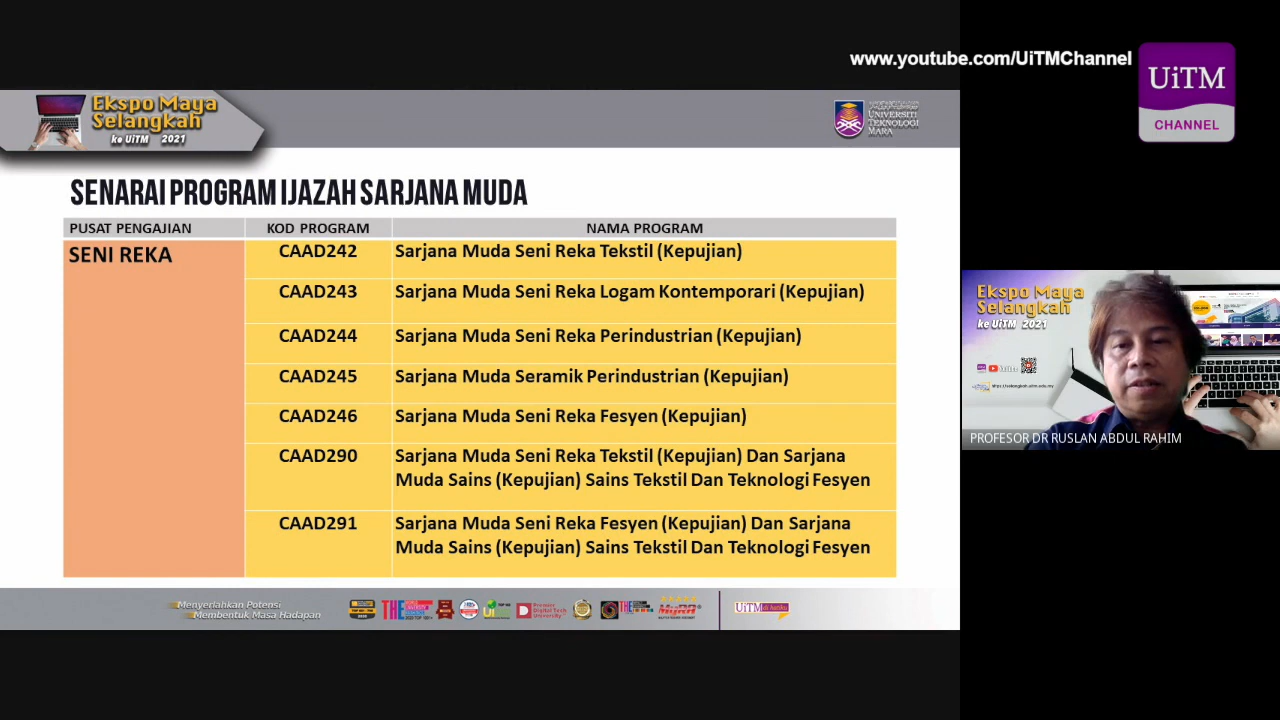 www.youtube.com/UiTMChannel
UiTM
CHANNEL
Ekspo Maya
Selangkah
ke UiTM 2021
UNIVERSITI
TEKNOLOGI
MARA
SENARAI PROGRAM IJAZAH SARJANA MUDA
PUSAT PENGAJIAN KOD PROGRAM NAMA PROGRAM
SENI REKA CAAD242 Sarjana Muda Seni Reka Tekstil (Kepujian)
CAAD243 Sarjana Muda Seni Reka Logam Kontemporari (Kepujian)
CAAD244 Sarjana Muda Seni Reka Perindustrian (Kepujian)
CAAD245 Sarjana Muda Seramik Perindustrian (Kepujian)
CAAD246 Sarjana Muda Seni Reka Fesyen (Kepujian)
CAAD290 Sarjana Muda Seni Reka Tekstil (Kepujian) Dan Sarjana
Muda Sains (Kepujian) Sains Tekstil Dan Teknologi Fesyen
CAAD291 Sarjana Muda Seni Reka Fesyen (Kepujian) Dan Sarjana
Muda Sains (Kepujian) Sains Tekstil Dan Teknologi Fesyen
Menyerlahkan Potensi
Membentuk Masa Hadapan
THE
UiTM
Ekspo Maya
Selangkah
ke UiTM 2021
PROFESOR DR RUSLAN ABDUL RAHIM